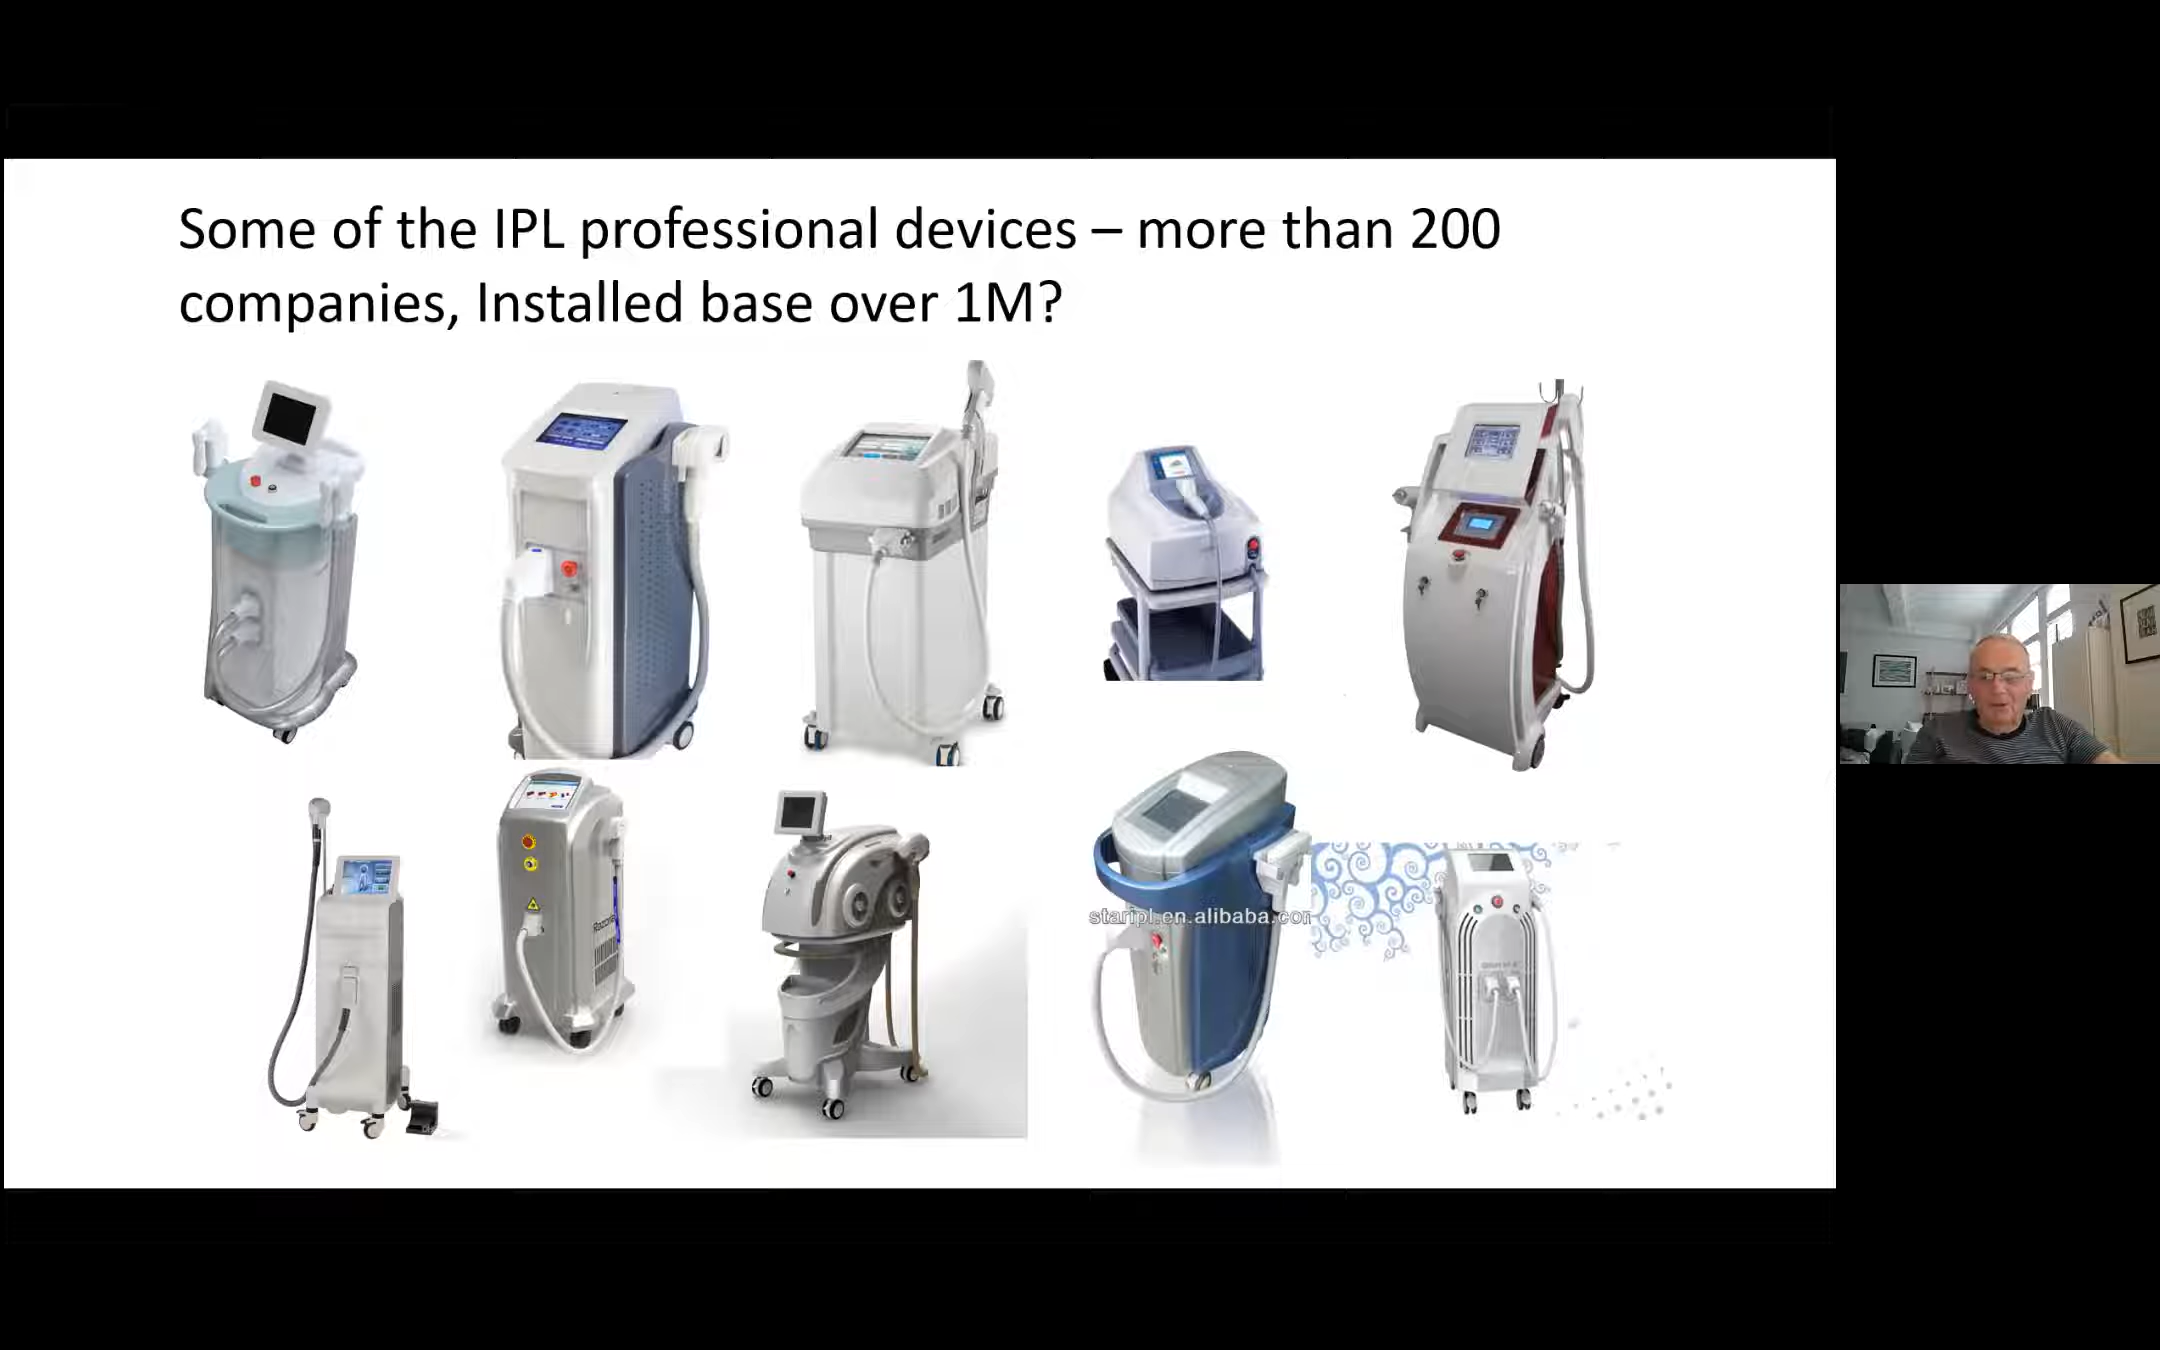 Some of the IPL professional devices – more than 200
companies, Installed base over 1M?
staripl.en.alibaba.com